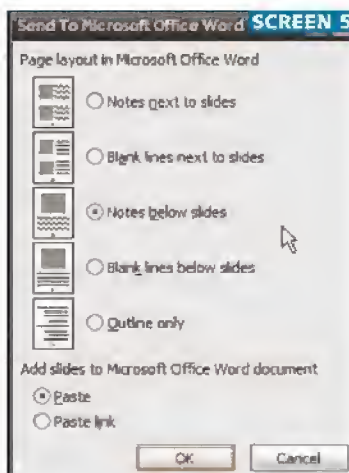 Send To Microsoft Office Word SCREEN 5
Page layout in Microsoft Office Word
Notes next to slides
Blank lines next to slides
Notes below slides
Blank lines below slides
Outline only
Add slides to Microsoft Office Word document
Paste
Paste link
OK Cancel